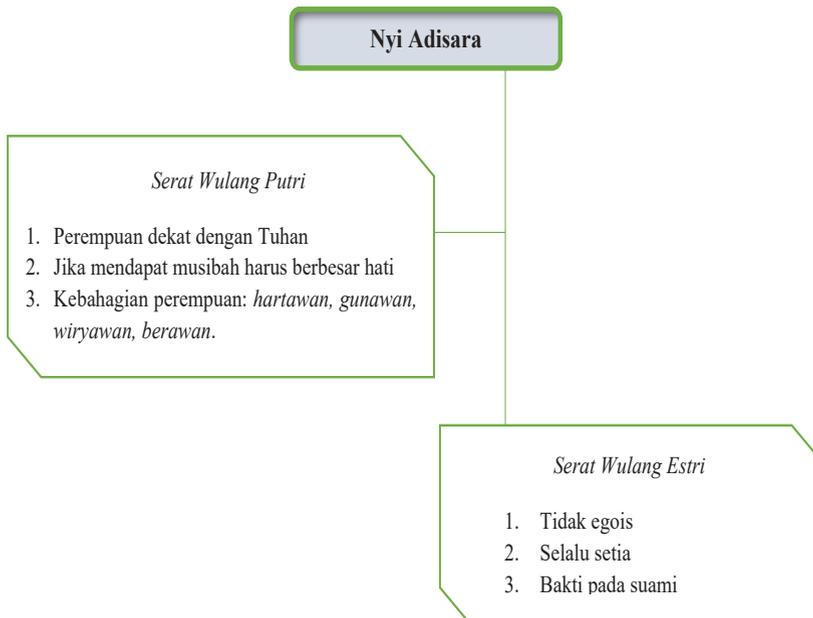 Nyi Adisara
Serat Wulang Putri
1. Perempuan dekat dengan Tuhan
2. Jika mendapat musibah harus berbesar hati
3. Kebahagian perempuan: hartawan, gunawan,
wiryawan, berawan.
Serat Wulang Estri
1. Tidak egois
2. Selalu setia
3. Bakti pada suami